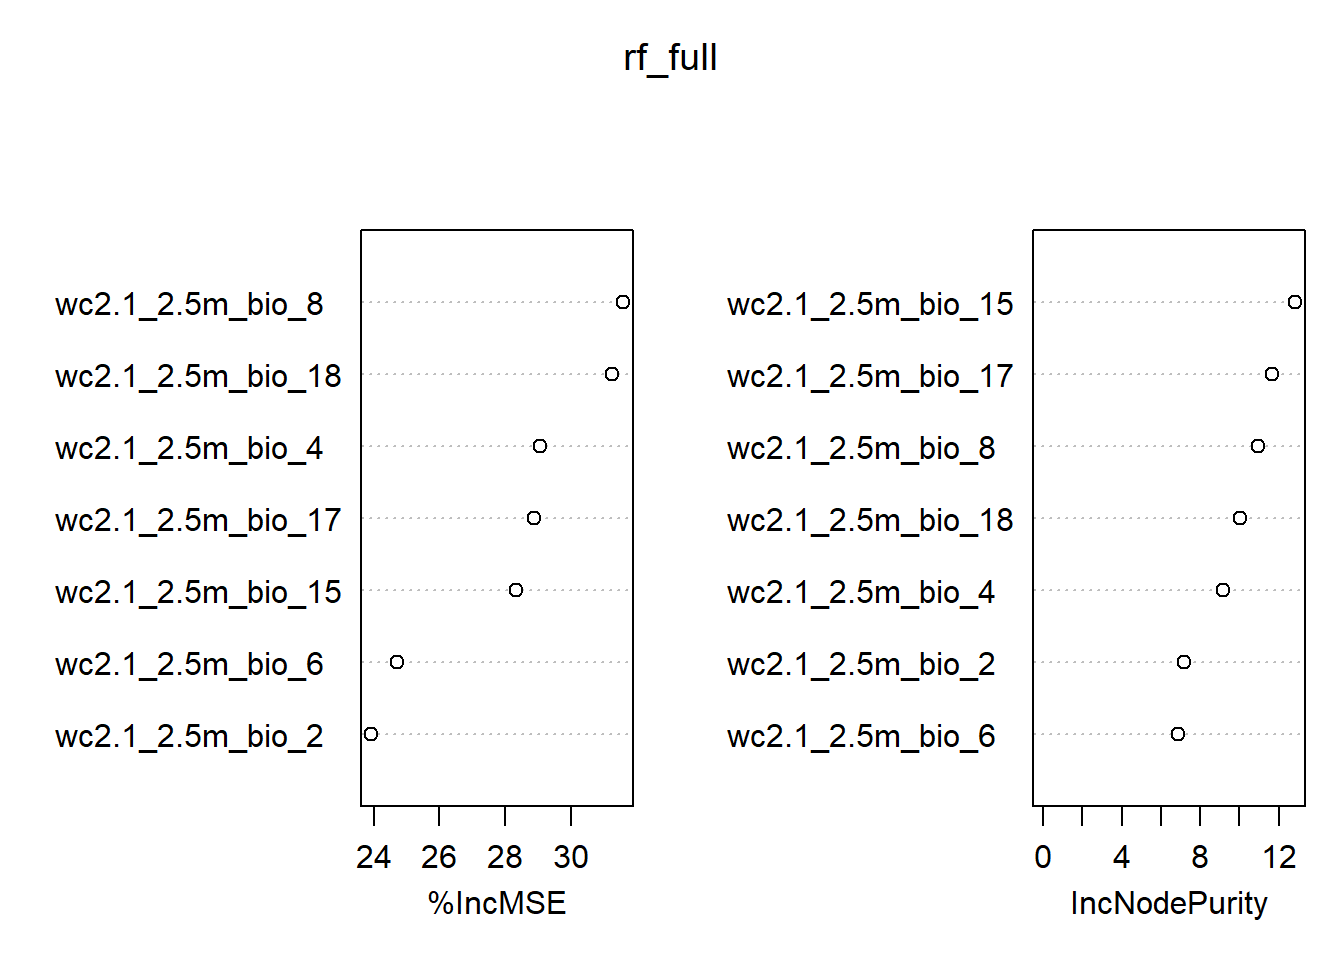 rf_full
wc2.1_2.5m_bio_8
wc2.1_2.5m_bio_18
wc2.1_2.5m_bio_4
wc2.1_2.5m_bio_17
wc2.1_2.5m_bio_15
wc2.1_2.5m_bio_6
wc2.1_2.5m_bio_2
24 26 28 30
%IncMSE
wc2.1_2.5m_bio_15
wc2.1_2.5m_bio_17
wc2.1_2.5m_bio_8
wc2.1_2.5m_bio_18
wc2.1_2.5m_bio_4
wc2.1_2.5m_bio_2
wc2.1_2.5m_bio_6
0 4 8 12
IncNodePurity